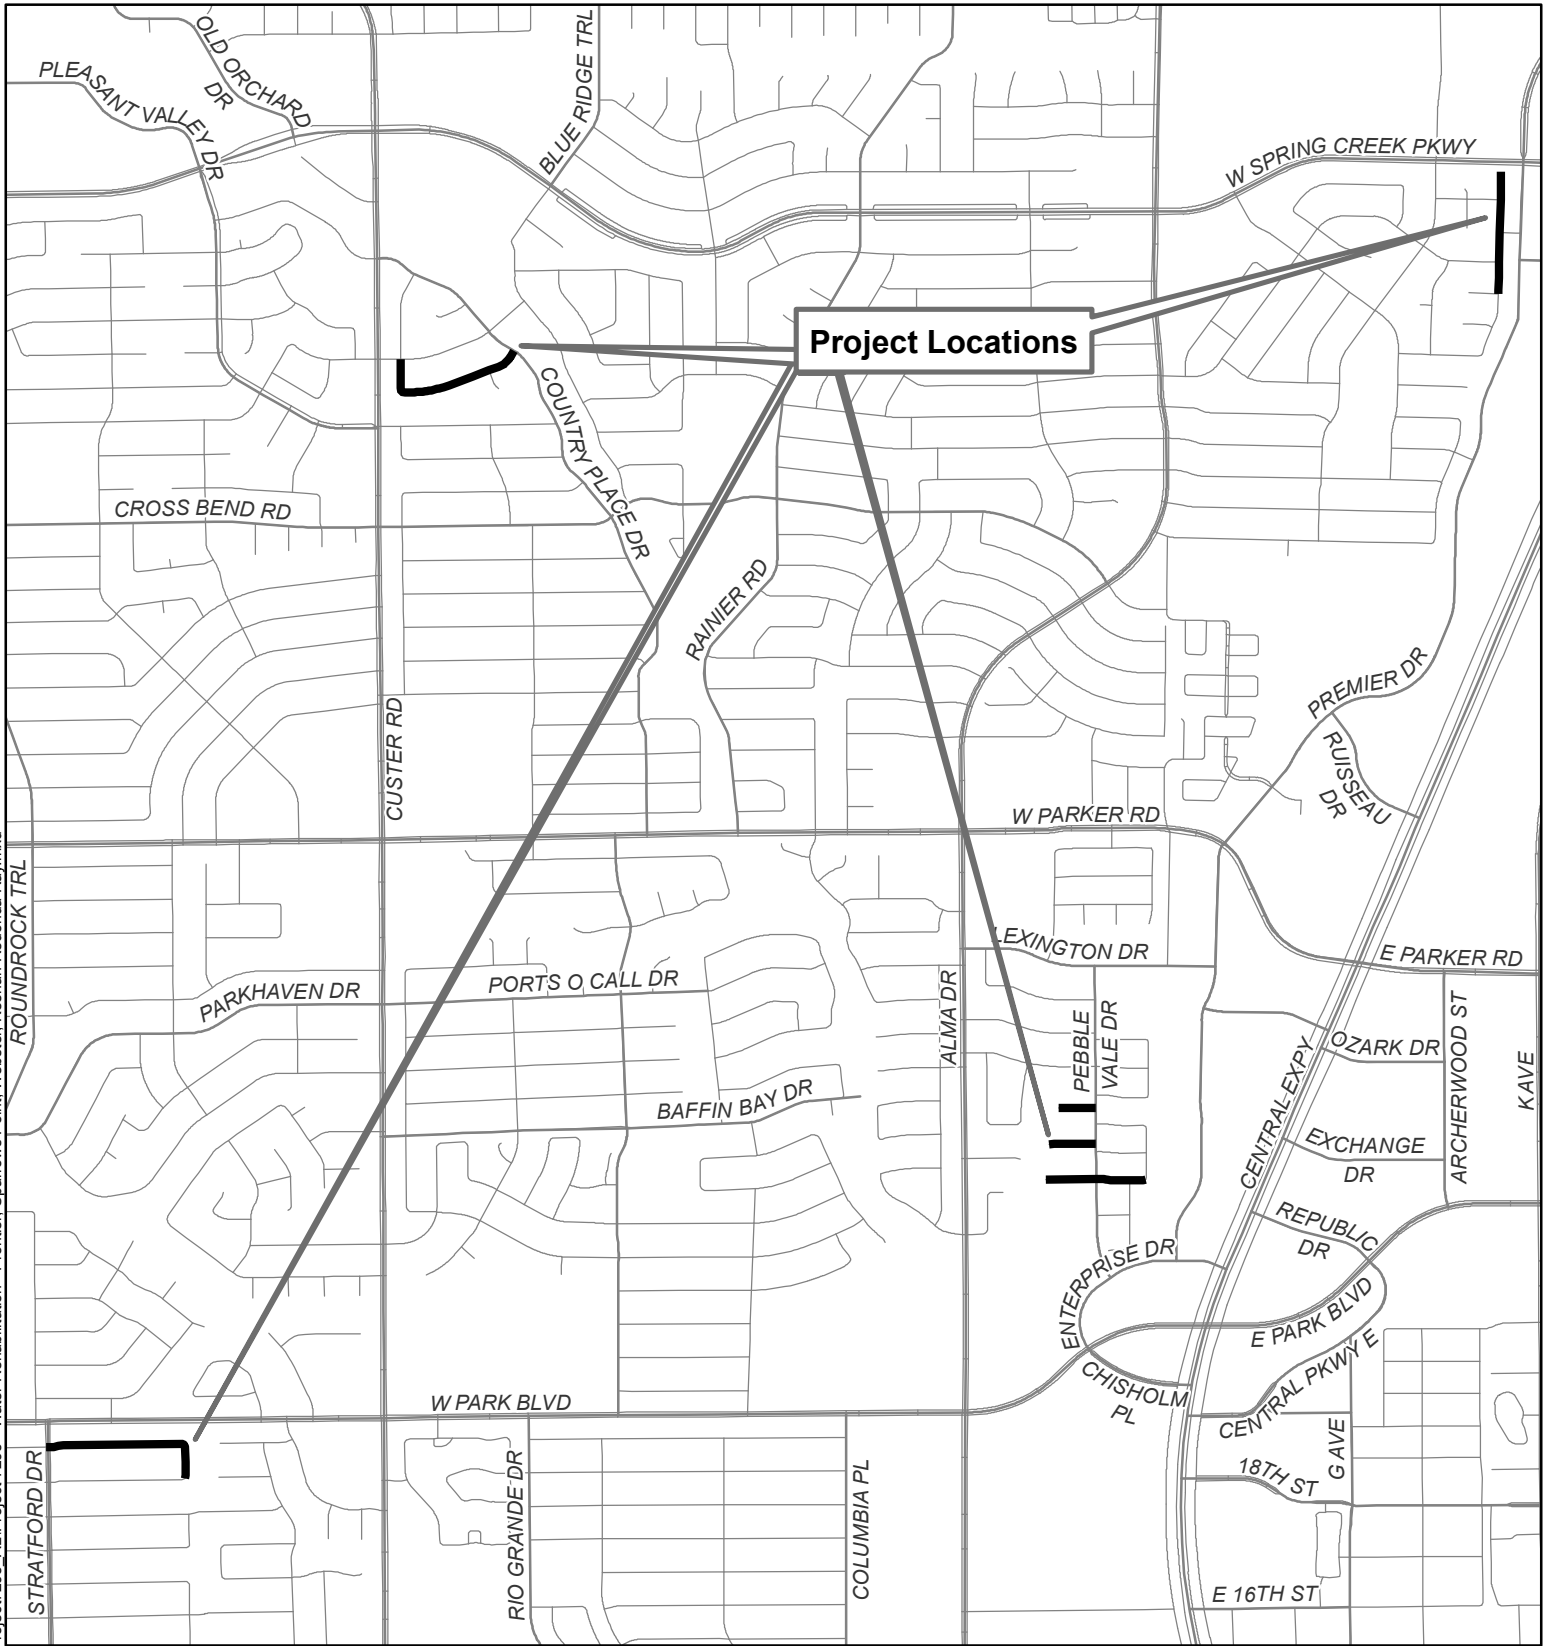 OLD ORCHARD
DR
PLEASANT VALLEY DR
BLUE RIDGE TRL
W SPRING CREEK PKWY
Project Locations
COUNTRY PLACE DR
CROSS BEND RD
RAINIER RD
PREMIER DR
RUISSEAU
DR
CUSTER RD
W PARKER RD
ROUNDROCK TRL
LEXINGTON DR
E PARKER RD
PARKHAVEN DR
PORTS O CALL DR
ALMA DR
PEBBLE
VALE DR
OZARK DR
ARCHERWOOD ST
K AVE
BAFFIN BAY DR
CENTRAL EXPY
EXCHANGE
DR
REPUBLIC
DR
ENTERPRISE DR
E PARK BLVD
CHISHOLM
PL
CENTRAL PKWY E
W PARK BLVD
STRATFORD DR
RIO GRANDE DR
COLUMBIA PL
G AVE
18TH ST
E 16TH ST